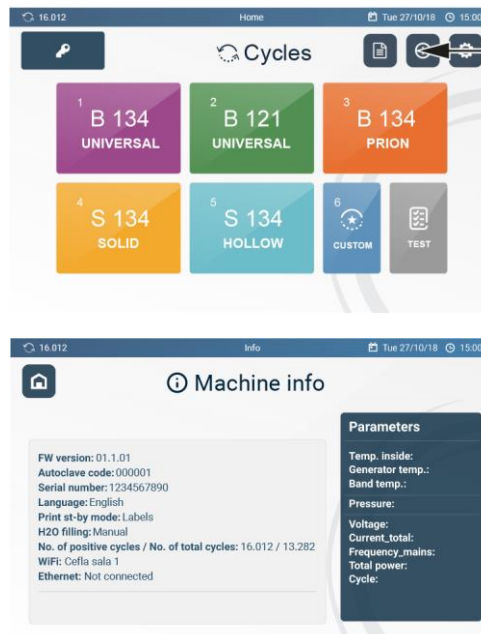 16.012
Home
Tue 27/10/18
15:00
Cycles
1
B 134
UNIVERSAL
2
B 121
UNIVERSAL
3
B 134
PRION
4
S 134
SOLID
5
S 134
HOLLOW
6
CUSTOM
TEST
16.012
Info
Tue 27/10/18
15:00
Machine info
FW version: 01.1.01
Autoclave code: 000001
Serial number: 1234567890
Language: English
Print st-by mode: Labels
H2O filling: Manual
No. of positive cycles / No. of total cycles: 16.012 / 13.282
WiFi: Cefla sala 1
Ethernet: Not connected
Parameters
Temp. inside:
Generator temp.:
Band temp.:
Pressure:
Voltage:
Current_total:
Frequency_mains:
Total power:
Cycle: